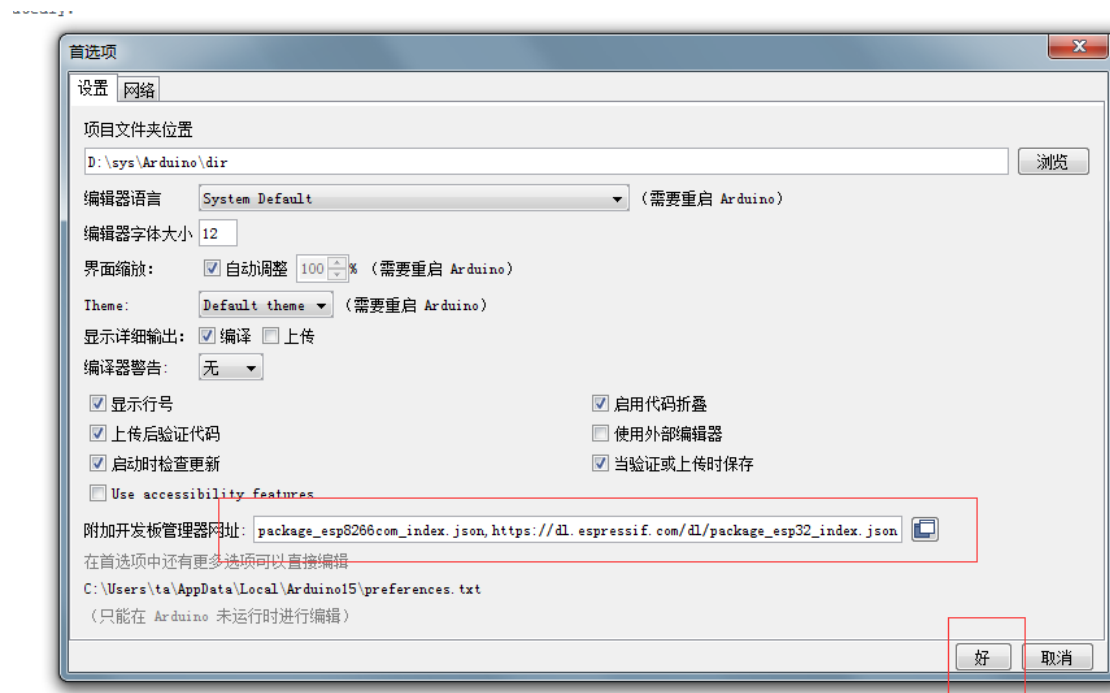 首选项
设置 网络
项目文件夹位置
D:\sys\Arduino\dir 浏览
编辑器语言 System Default (需要重启 Arduino)
编辑器字体大小 12
界面缩放: 自动调整 100 % (需要重启 Arduino)
Theme: Default theme (需要重启 Arduino)
显示详细输出: 编译 上传
编译器警告: 无
显示行号 启用代码折叠
上传后验证代码 使用外部编辑器
启动时检查更新 当验证或上传时保存
Use accessibility features
附加开发板管理器网址: package_esp8266com_index.json,https://dl.espressif.com/dl/package_esp32_index.json
在首选项中还有更多选项可以直接编辑
C:\Users\ta\AppData\Local\Arduino15\preferences.txt
(只能在 Arduino 未运行时进行编辑)
好 取消